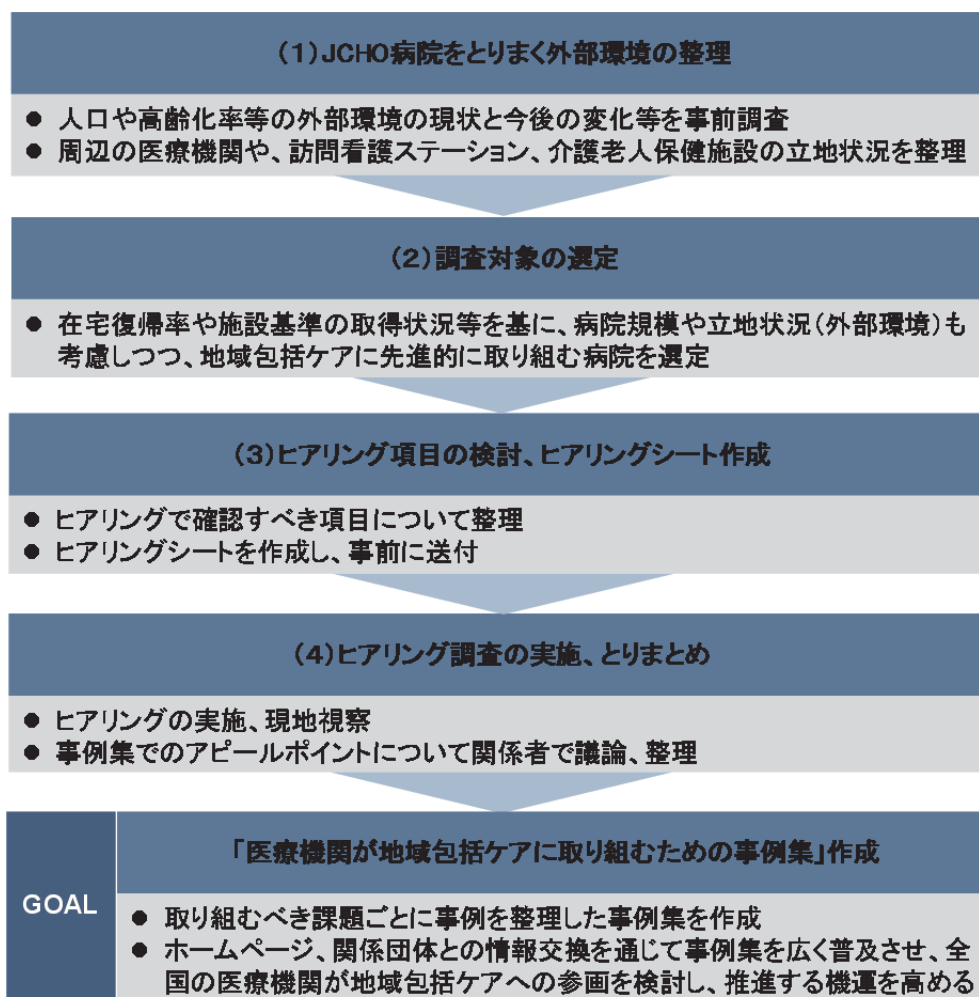 (1)JCHO病院をとりまく外部環境の整理
● 人口や高齢化率等の外部環境の現状と今後の変化等を事前調査
● 周辺の医療機関や、訪問看護ステーション、介護老人保健施設の立地状況を整理
(2)調査対象の選定
● 在宅復帰率や施設基準の取得状況等を基に、病院規模や立地状況(外部環境)も
考慮しつつ、地域包括ケアに先進的に取り組む病院を選定
(3)ヒアリング項目の検討、ヒアリングシート作成
● ヒアリングで確認すべき項目について整理
● ヒアリングシートを作成し、事前に送付
(4)ヒアリング調査の実施、とりまとめ
● ヒアリングの実施、現地視察
● 事例集でのアピールポイントについて関係者で議論、整理
GOAL
「医療機関が地域包括ケアに取り組むための事例集」作成
● 取り組むべき課題ごとに事例を整理した事例集を作成
● ホームページ、関係団体との情報交換を通じて事例集を広く普及させ、全
国の医療機関が地域包括ケアへの参画を検討し、推進する機運を高める